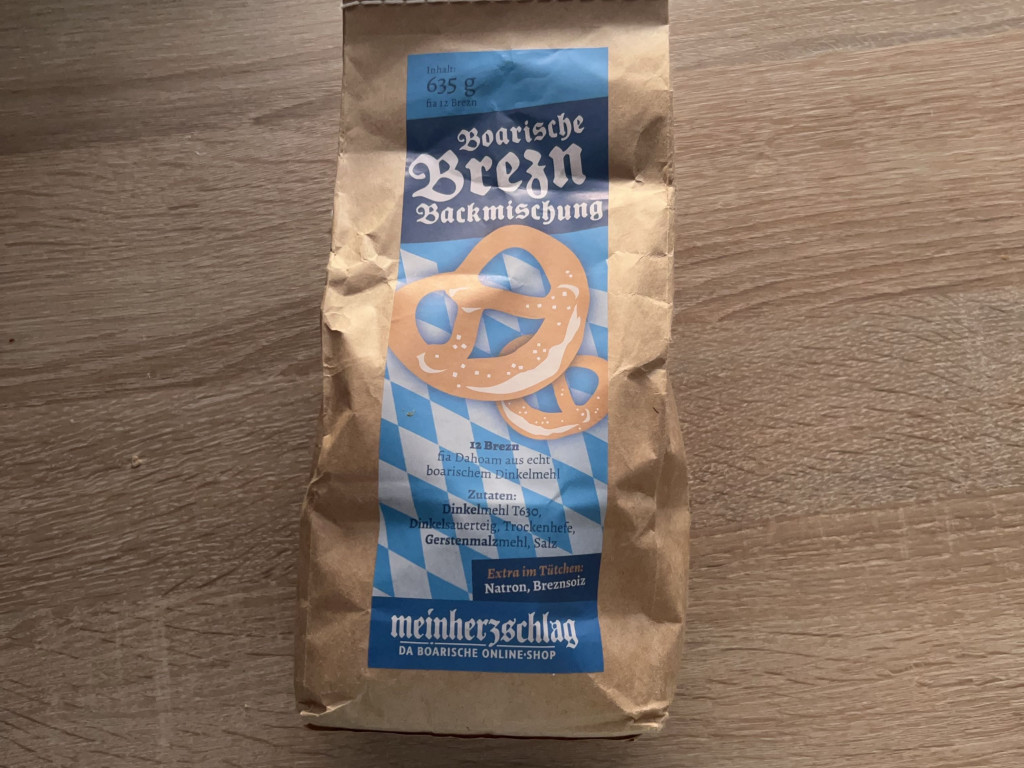 Inhalt:
635 g
fia 12 Brezn
Boarische
Brezn
Backmischung
12 Brezn
fia Dahoam aus echt
boarischem Dinkelmehl
Zutaten:
Dinkelmehl T630,
Dinkelsauerteig, Trockenhefe,
Gerstenmalzmehl, Salz
Extra im Tütchen:
Natron, Breznsoiz
meinherzschlag
DA BOARISCHE ONLINE·SHOP